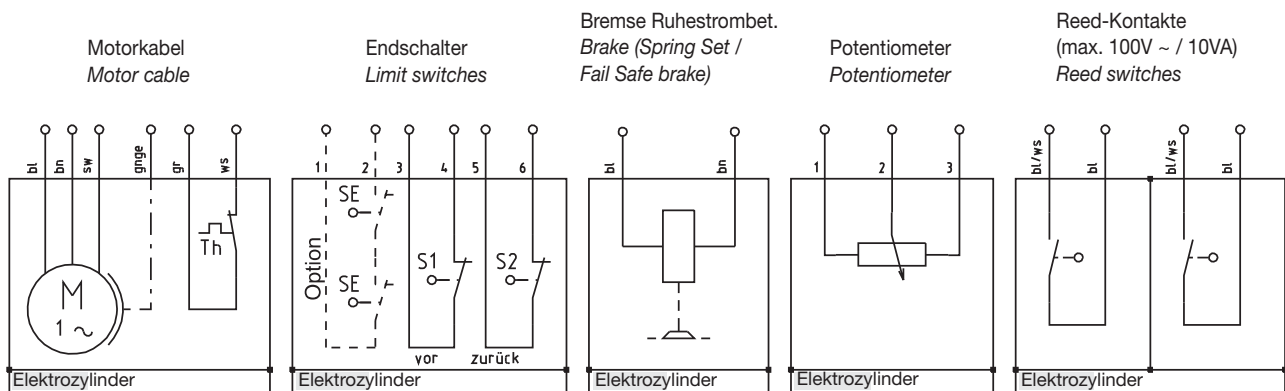 Motorkabel
Motor cable
Endschalter
Limit switches
Bremse Ruhestrombet.
Brake (Spring Set /
Fail Safe brake)
Potentiometer
Potentiometer
Reed-Kontakte
(max. 100V ~ / 10VA)
Reed switches
bl
bn
sw
gnge
gr
ws
Th
M
1 ~
Elektrozylinder
1
2
3
4
5
6
SE
SE
Option
S1
S2
vor
zurück
Elektrozylinder
bl
bn
Elektrozylinder
1
2
3
Elektrozylinder
bl/ws
bl
bl/ws
bl
Elektrozylinder